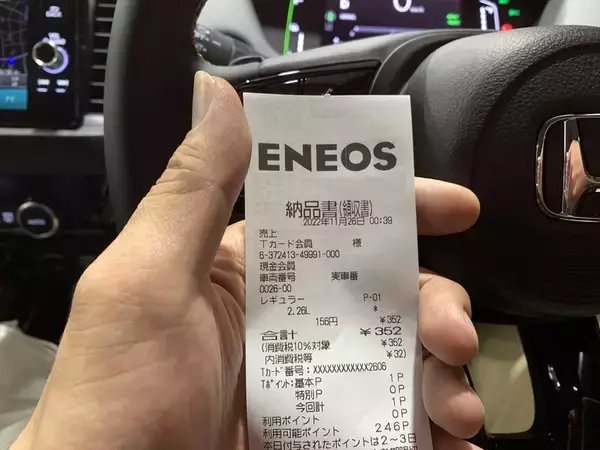 ENEOS
納品書(領収書)
2022年11月26日 00:39
売上
Tカード会員 様
6-372413-49991-000
現金会員
車両番号 実車番
0026-00
レギュラー P-01
2.26L *
156円 ¥352
合計 ¥352
(消費税10%対象 ¥352
内消費税等 ¥32)
Tカード番号:XXXXXXXXXXXX2606
Tポイント:基本P 1P
特別P 0P
今回計 1P
利用ポイント 0P
利用可能ポイント 246P
本日付与されたポイントは2~3日